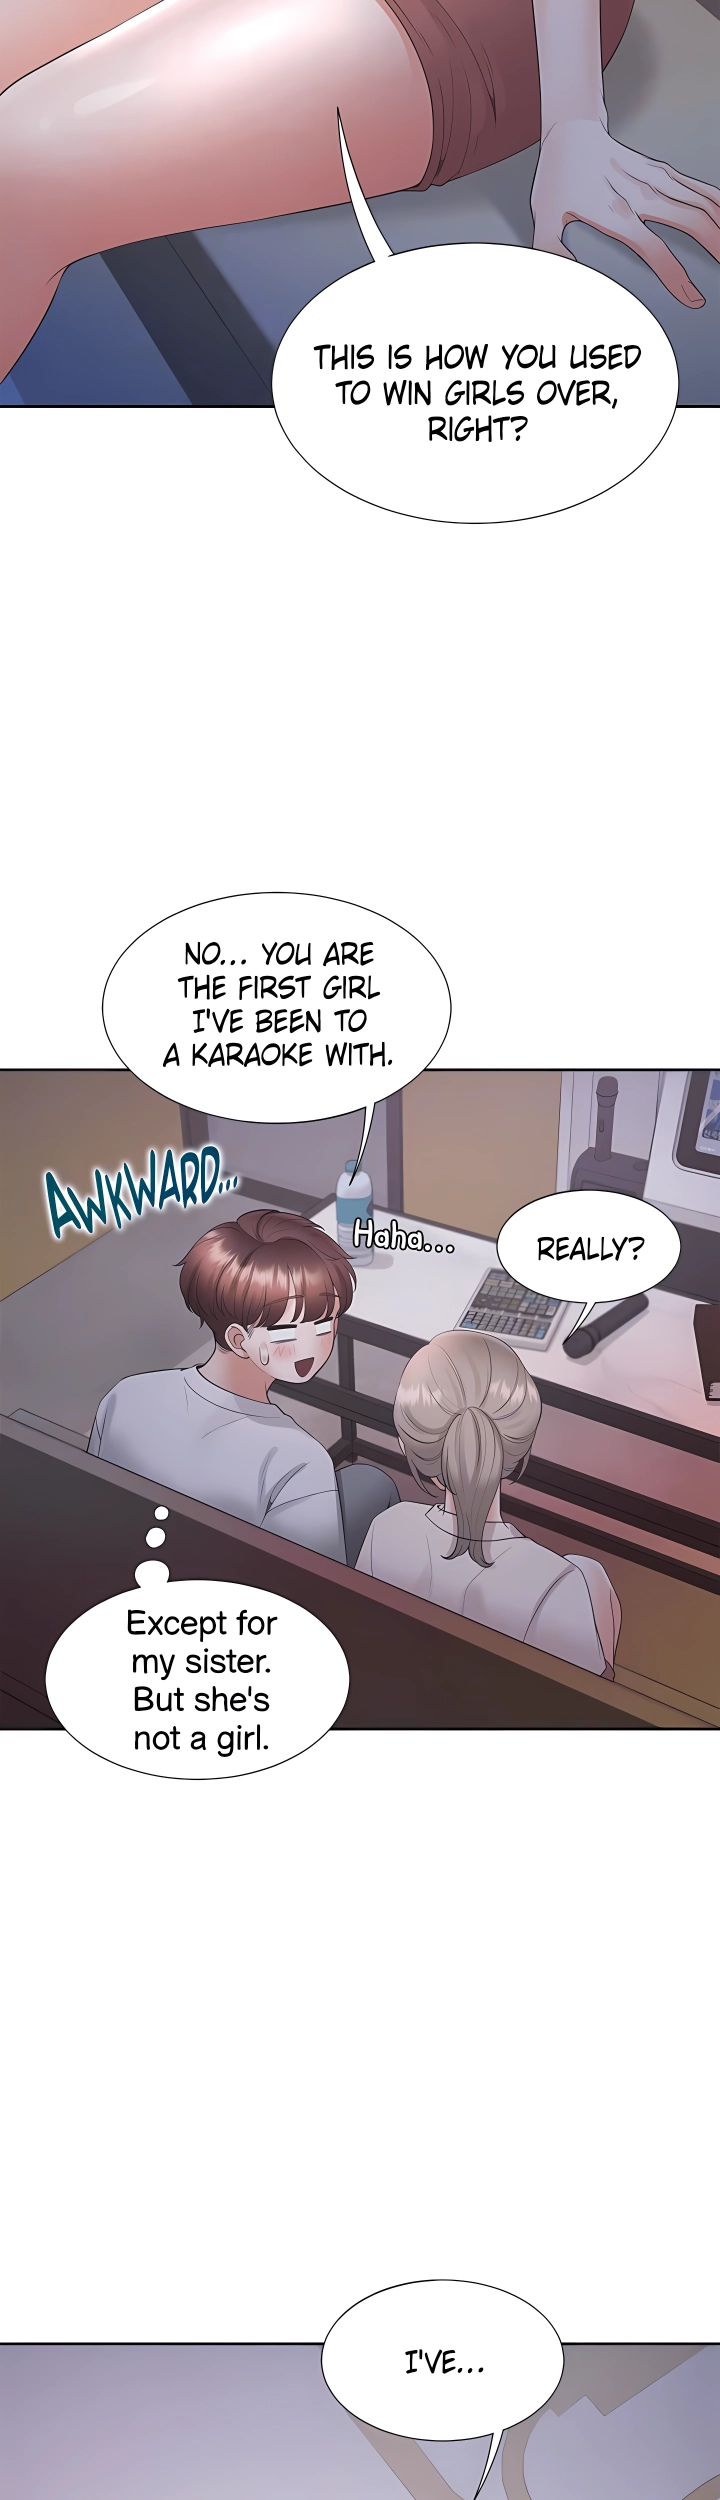 THIS IS HOW YOU USED
TO WIN GIRLS OVER,
RIGHT?
NO... YOU ARE
THE FIRST GIRL
I'VE BEEN TO
A KARAOKE WITH.
AWKWARD...
Haha...
REALLY?
Except for
my sister.
But she's
not a girl.
I'VE...